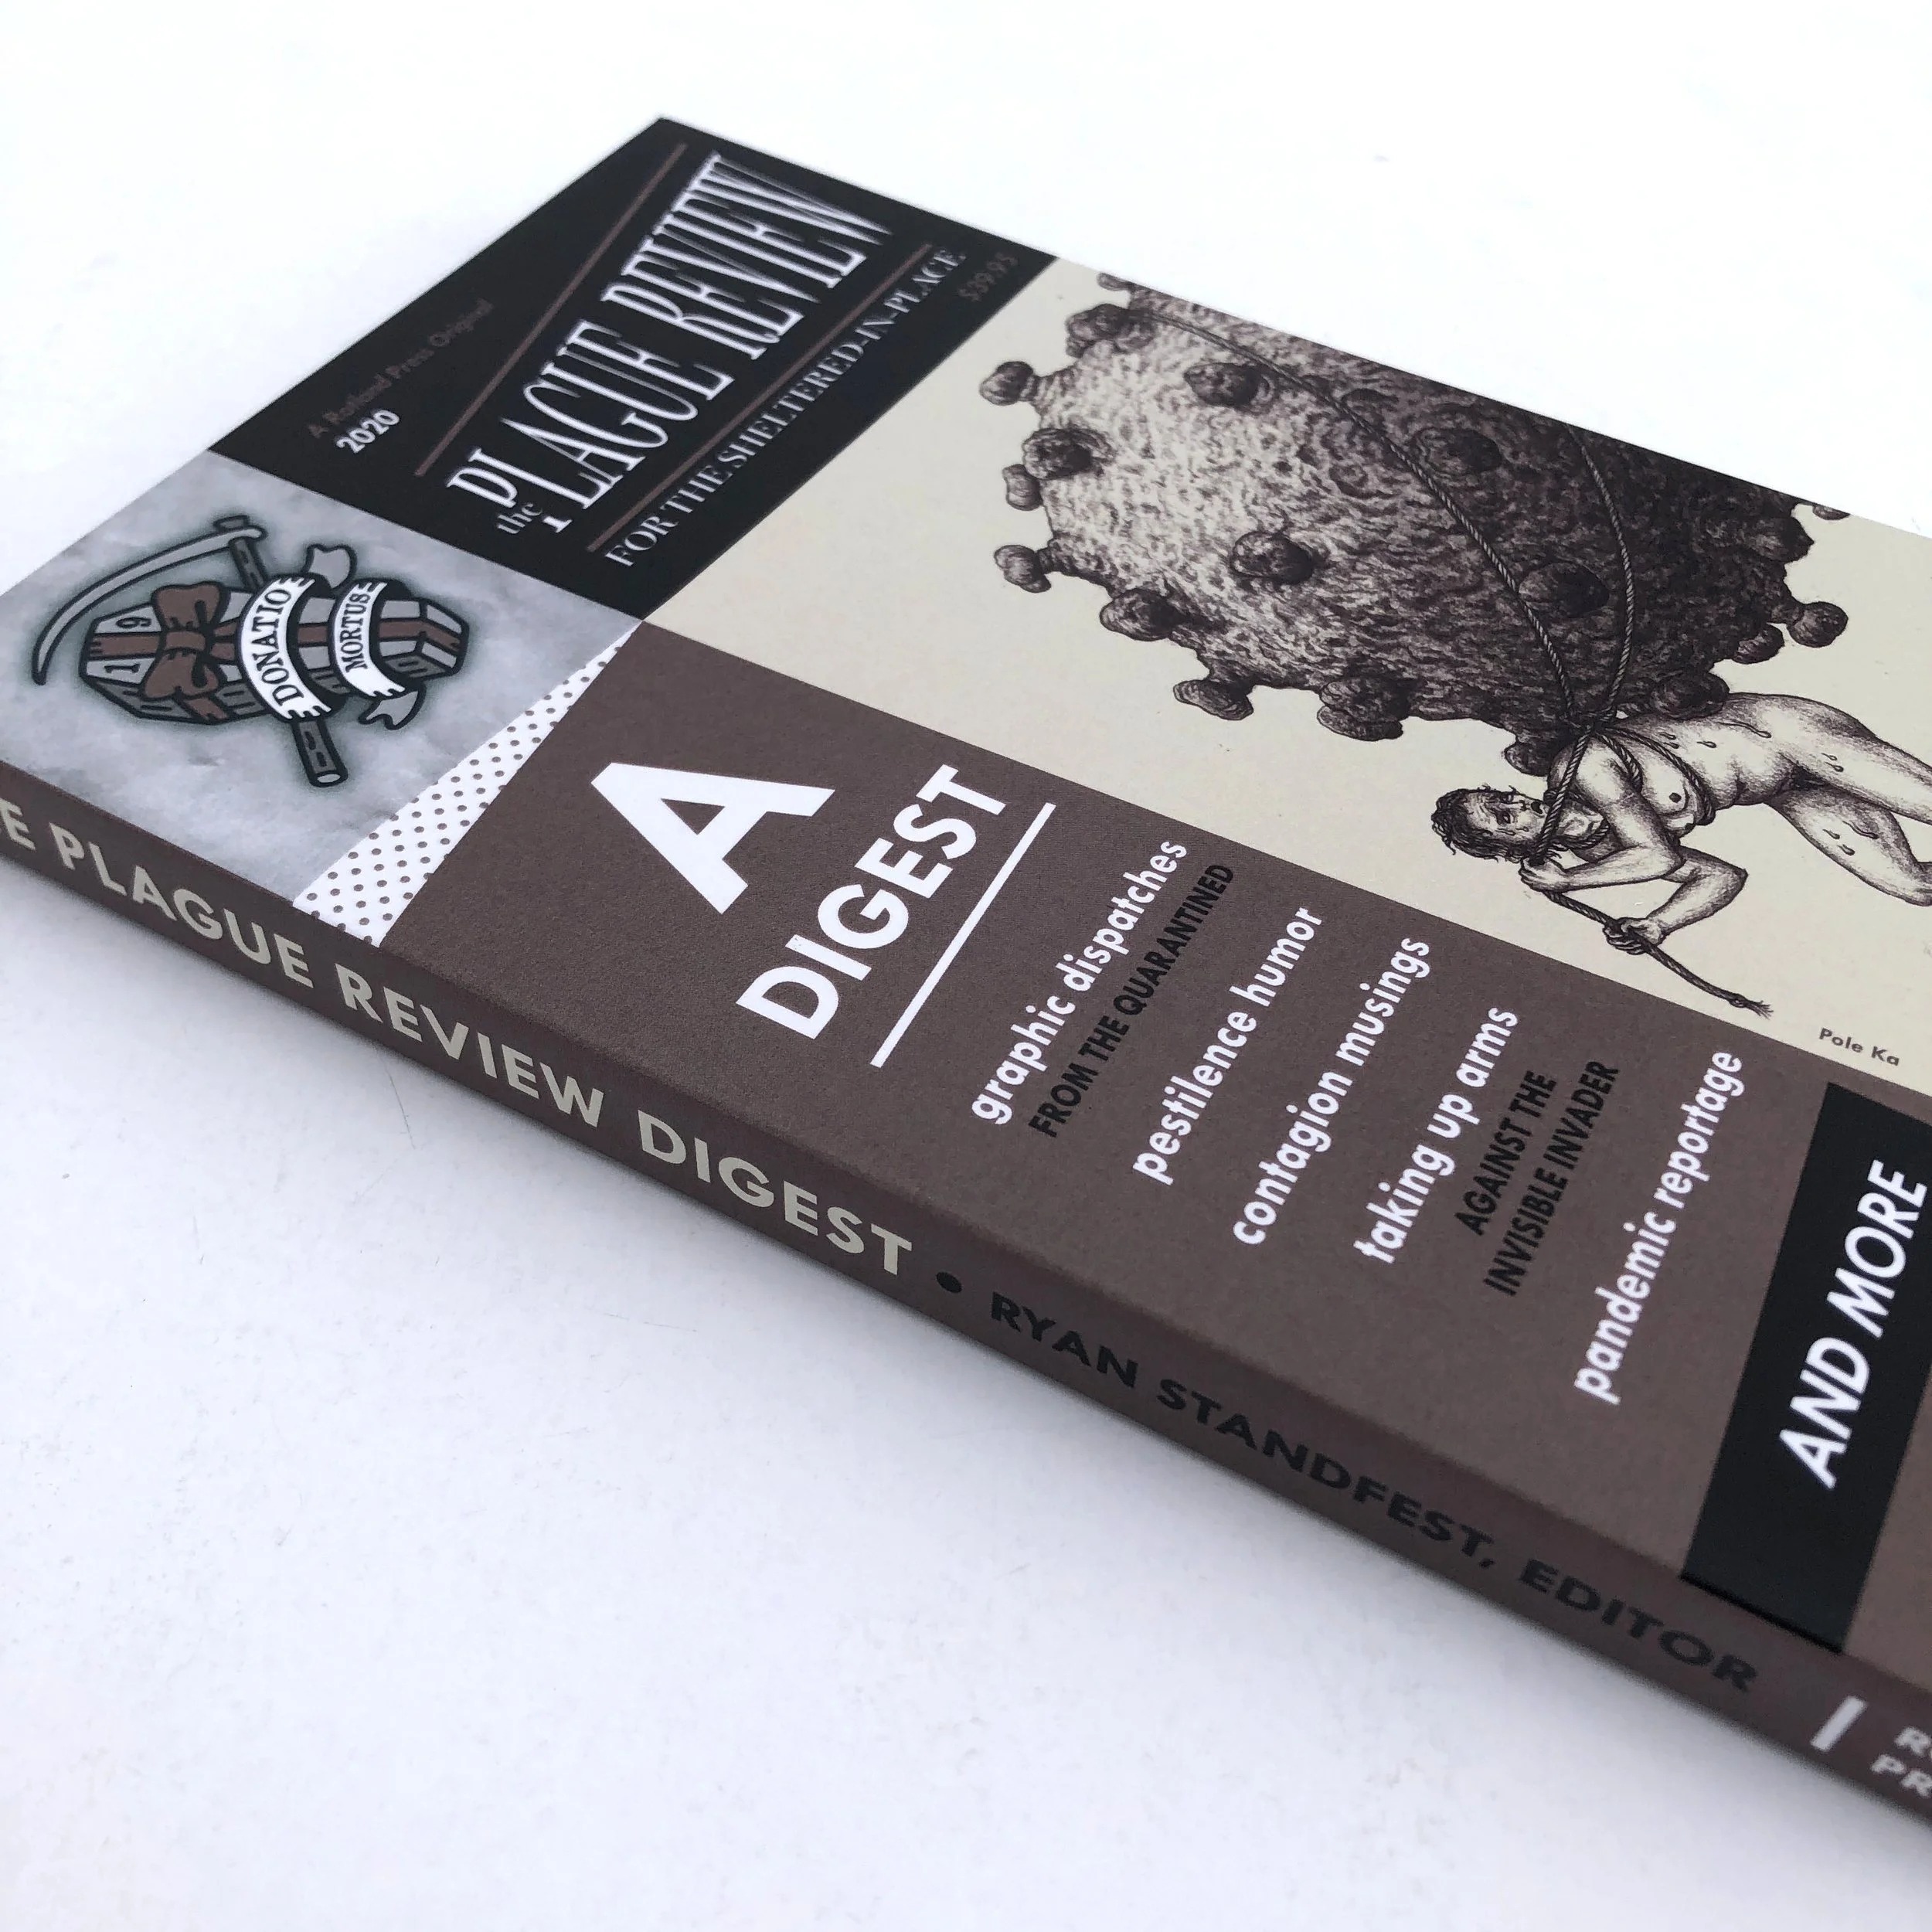 A Rotland Press Original
2020
the PLAGUE REVIEW
FOR THE SHELTERED-IN-PLACE
$39.95
19
DONATIO
MORTUS
A
DIGEST
graphic dispatches
FROM THE QUARANTINED
pestilence humor
contagion musings
taking up arms
AGAINST THE
INVISIBLE INVADER
pandemic reportage
AND MORE
Pole Ka
E PLAGUE REVIEW DIGEST • RYAN STANDFEST, EDITOR